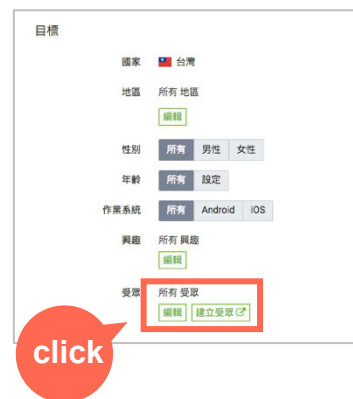 目標
國家 台灣
地區 所有 地區
編輯
性別 所有 男性 女性
年齡 所有 設定
作業系統 所有 Android iOS
興趣 所有 興趣
編輯
受眾 所有 受眾
編輯 建立受眾
click